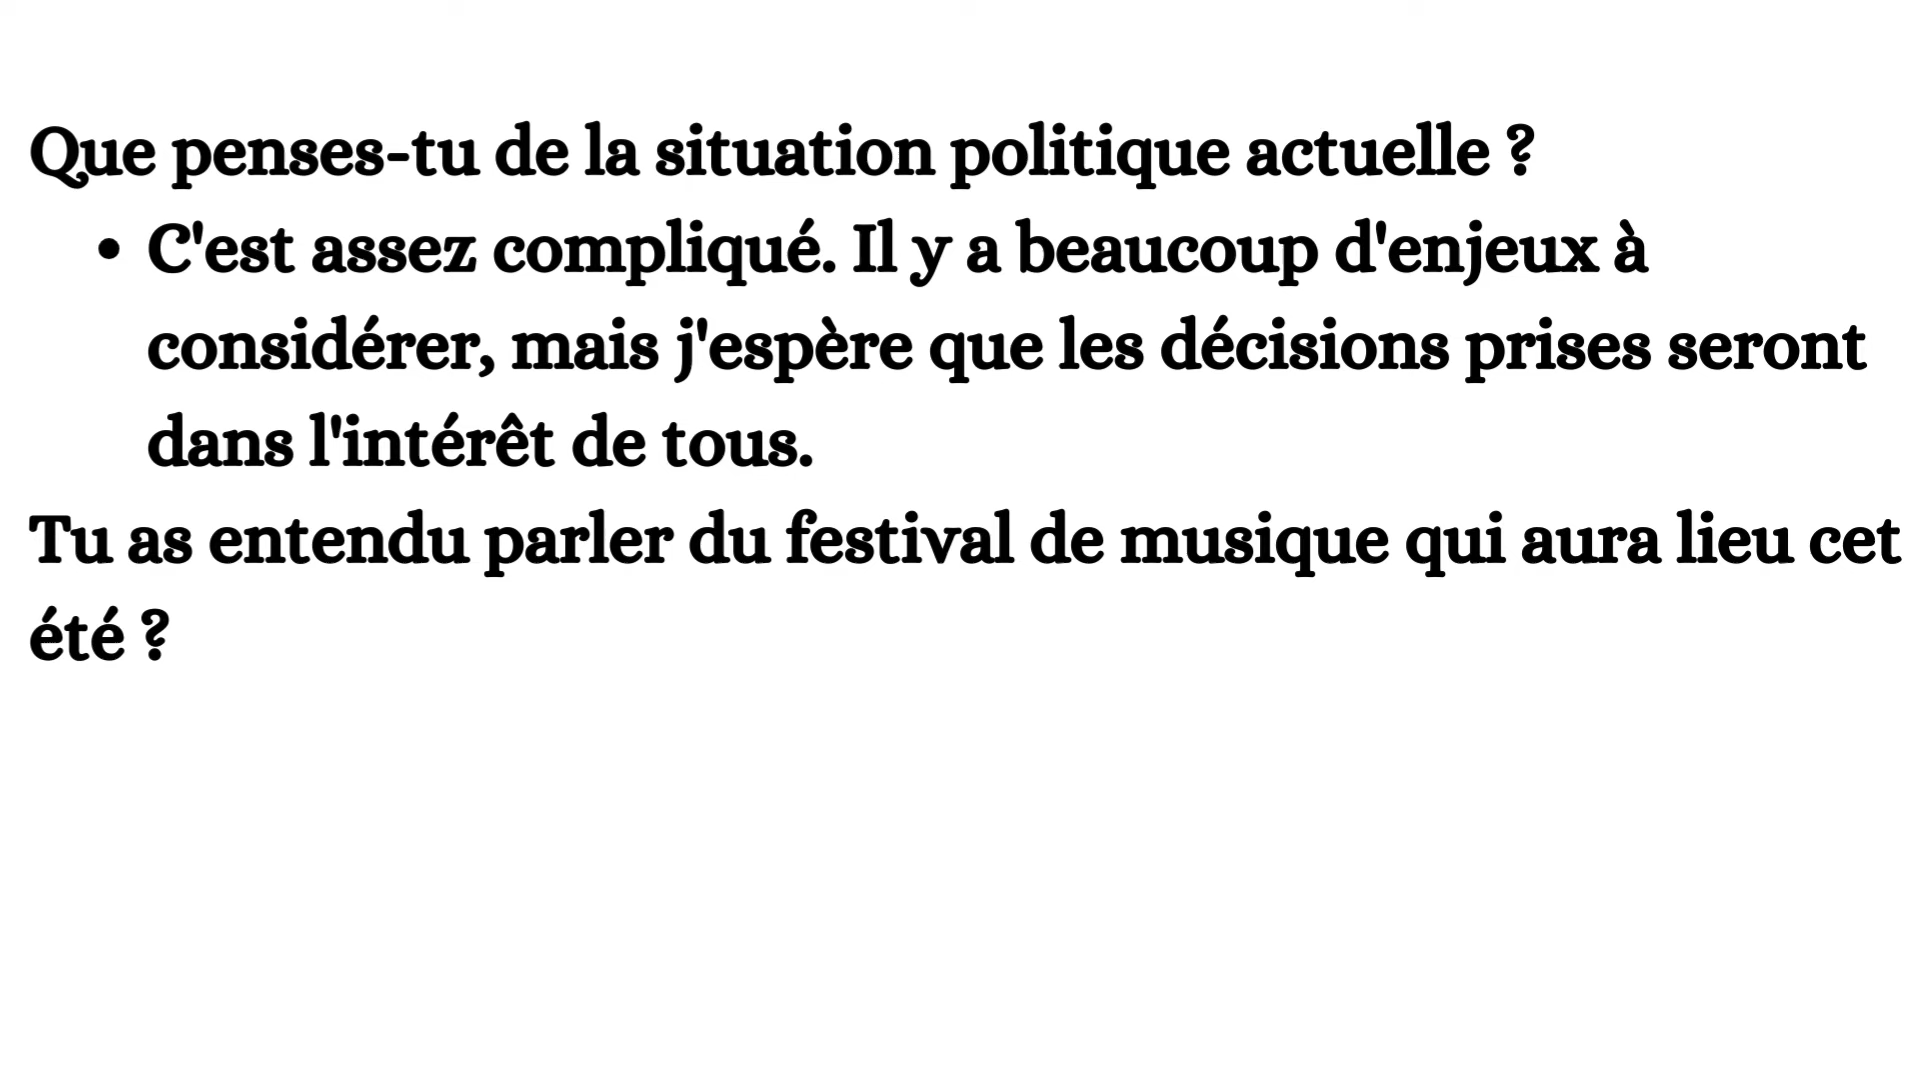 Que penses-tu de la situation politique actuelle ?
• C'est assez compliqué. Il y a beaucoup d'enjeux à
considérer, mais j'espère que les décisions prises seront
dans l'intérêt de tous.
Tu as entendu parler du festival de musique qui aura lieu cet
été ?